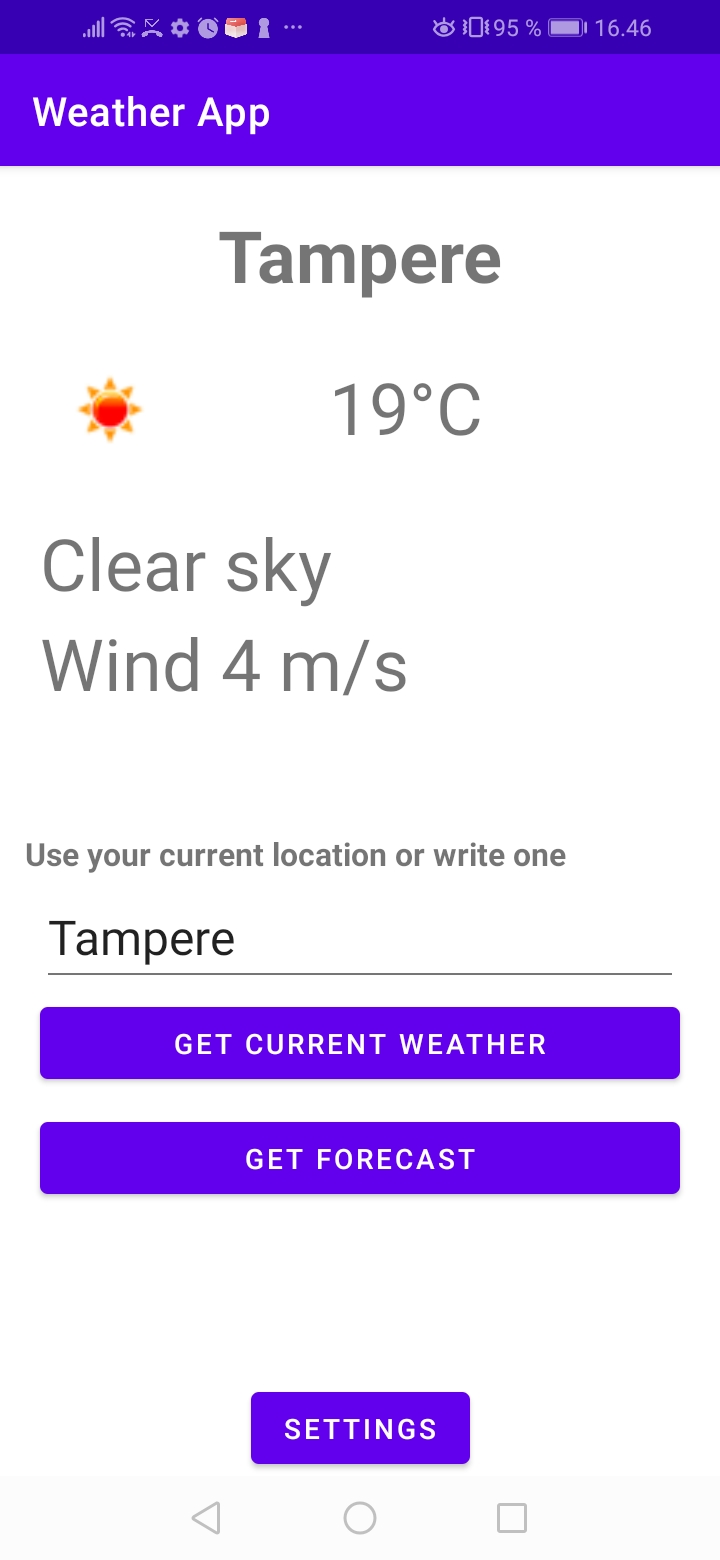 95 % 16.46
Weather App
Tampere
19°C
Clear sky
Wind 4 m/s
Use your current location or write one
Tampere
GET CURRENT WEATHER
GET FORECAST
SETTINGS